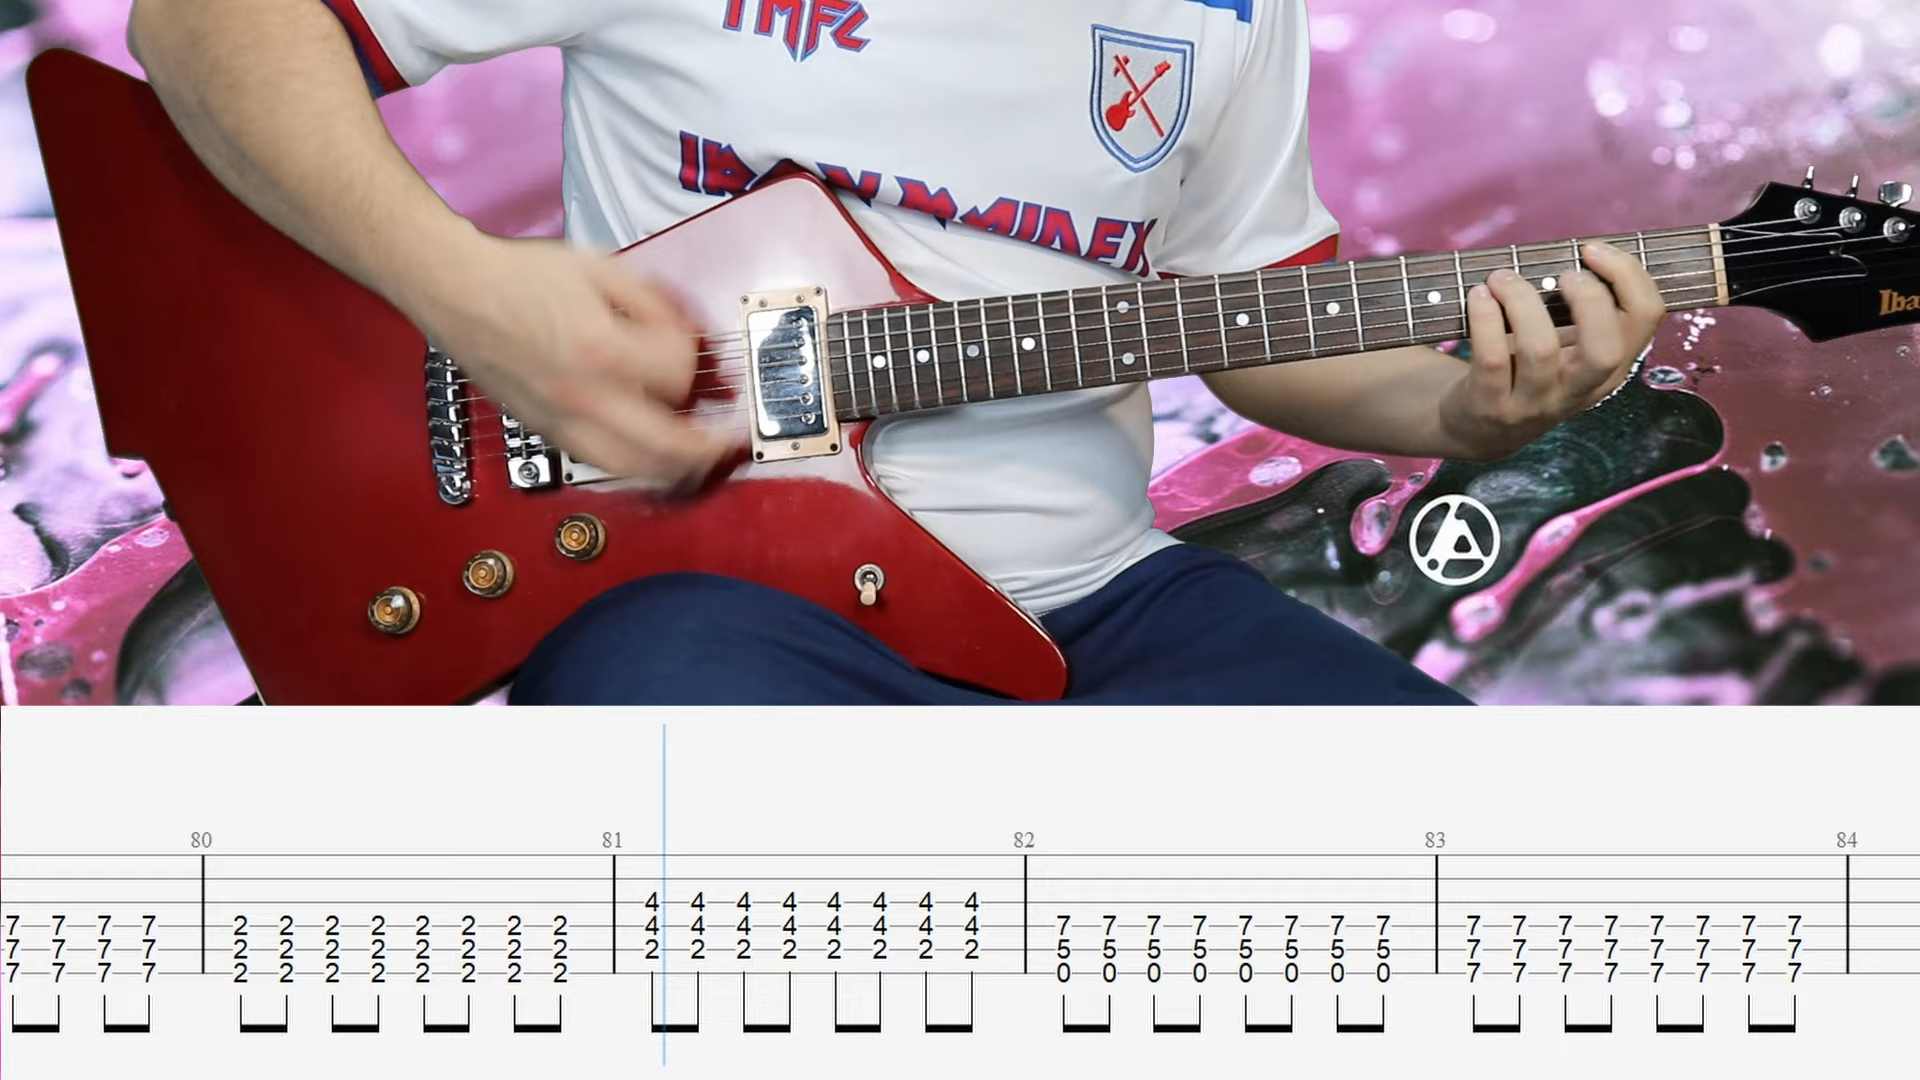 TMFC
IRON MAIDEN
Iba
80 81 82 83 84
4 4 4 4 4 4 4 4
7 7 7 7 2 2 2 2 2 2 2 2 4 4 4 4 4 4 4 4 7 7 7 7 7 7 7 7 7 7 7 7 7 7 7 7
7 7 7 7 2 2 2 2 2 2 2 2 2 2 2 2 2 2 2 2 5 5 5 5 5 5 5 5 7 7 7 7 7 7 7 7
7 7 7 7 2 2 2 2 2 2 2 2 0 0 0 0 0 0 0 0 7 7 7 7 7 7 7 7